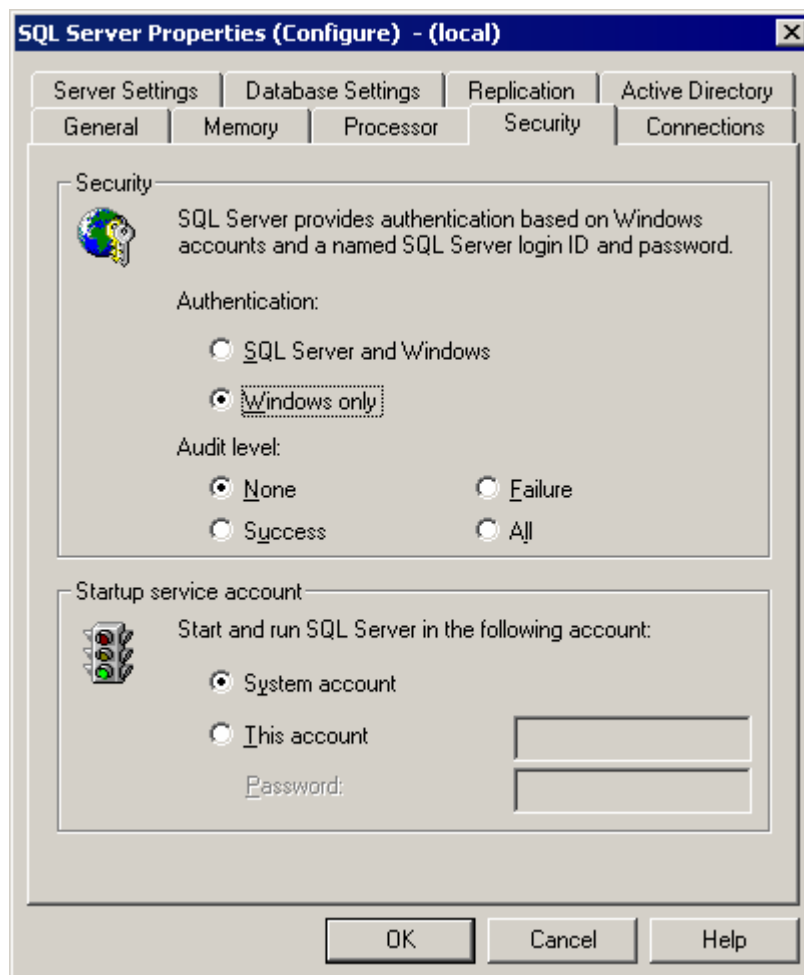 SQL Server Properties (Configure) - (local)
Server Settings
Database Settings
Replication
Active Directory
General
Memory
Processor
Security
Connections
Security
SQL Server provides authentication based on Windows
accounts and a named SQL Server login ID and password.
Authentication:
SQL Server and Windows
Windows only
Audit level:
None
Failure
Success
All
Startup service account
Start and run SQL Server in the following account:
System account
This account
Password:
OK
Cancel
Help